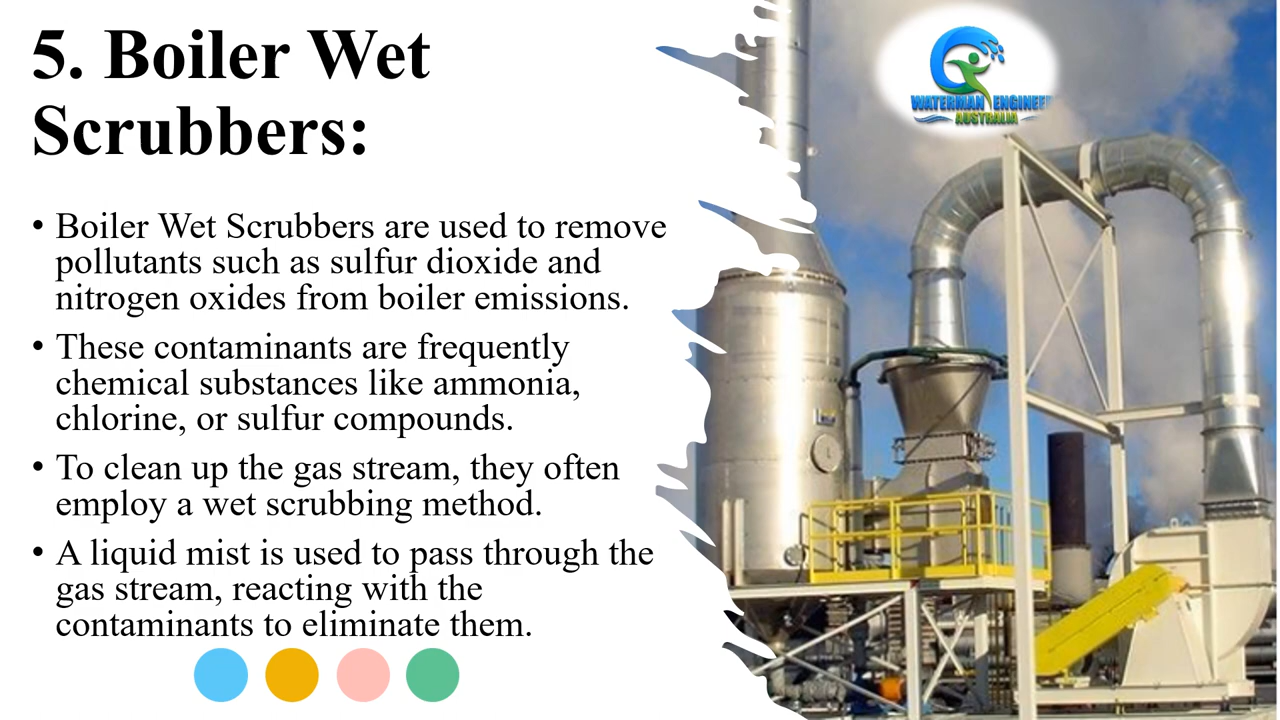 5. Boiler Wet
Scrubbers:
• Boiler Wet Scrubbers are used to remove
pollutants such as sulfur dioxide and
nitrogen oxides from boiler emissions.
• These contaminants are frequently
chemical substances like ammonia,
chlorine, or sulfur compounds.
• To clean up the gas stream, they often
employ a wet scrubbing method.
• A liquid mist is used to pass through the
gas stream, reacting with the
contaminants to eliminate them.
WATERMAN ENGINEE
AUSTRALIA